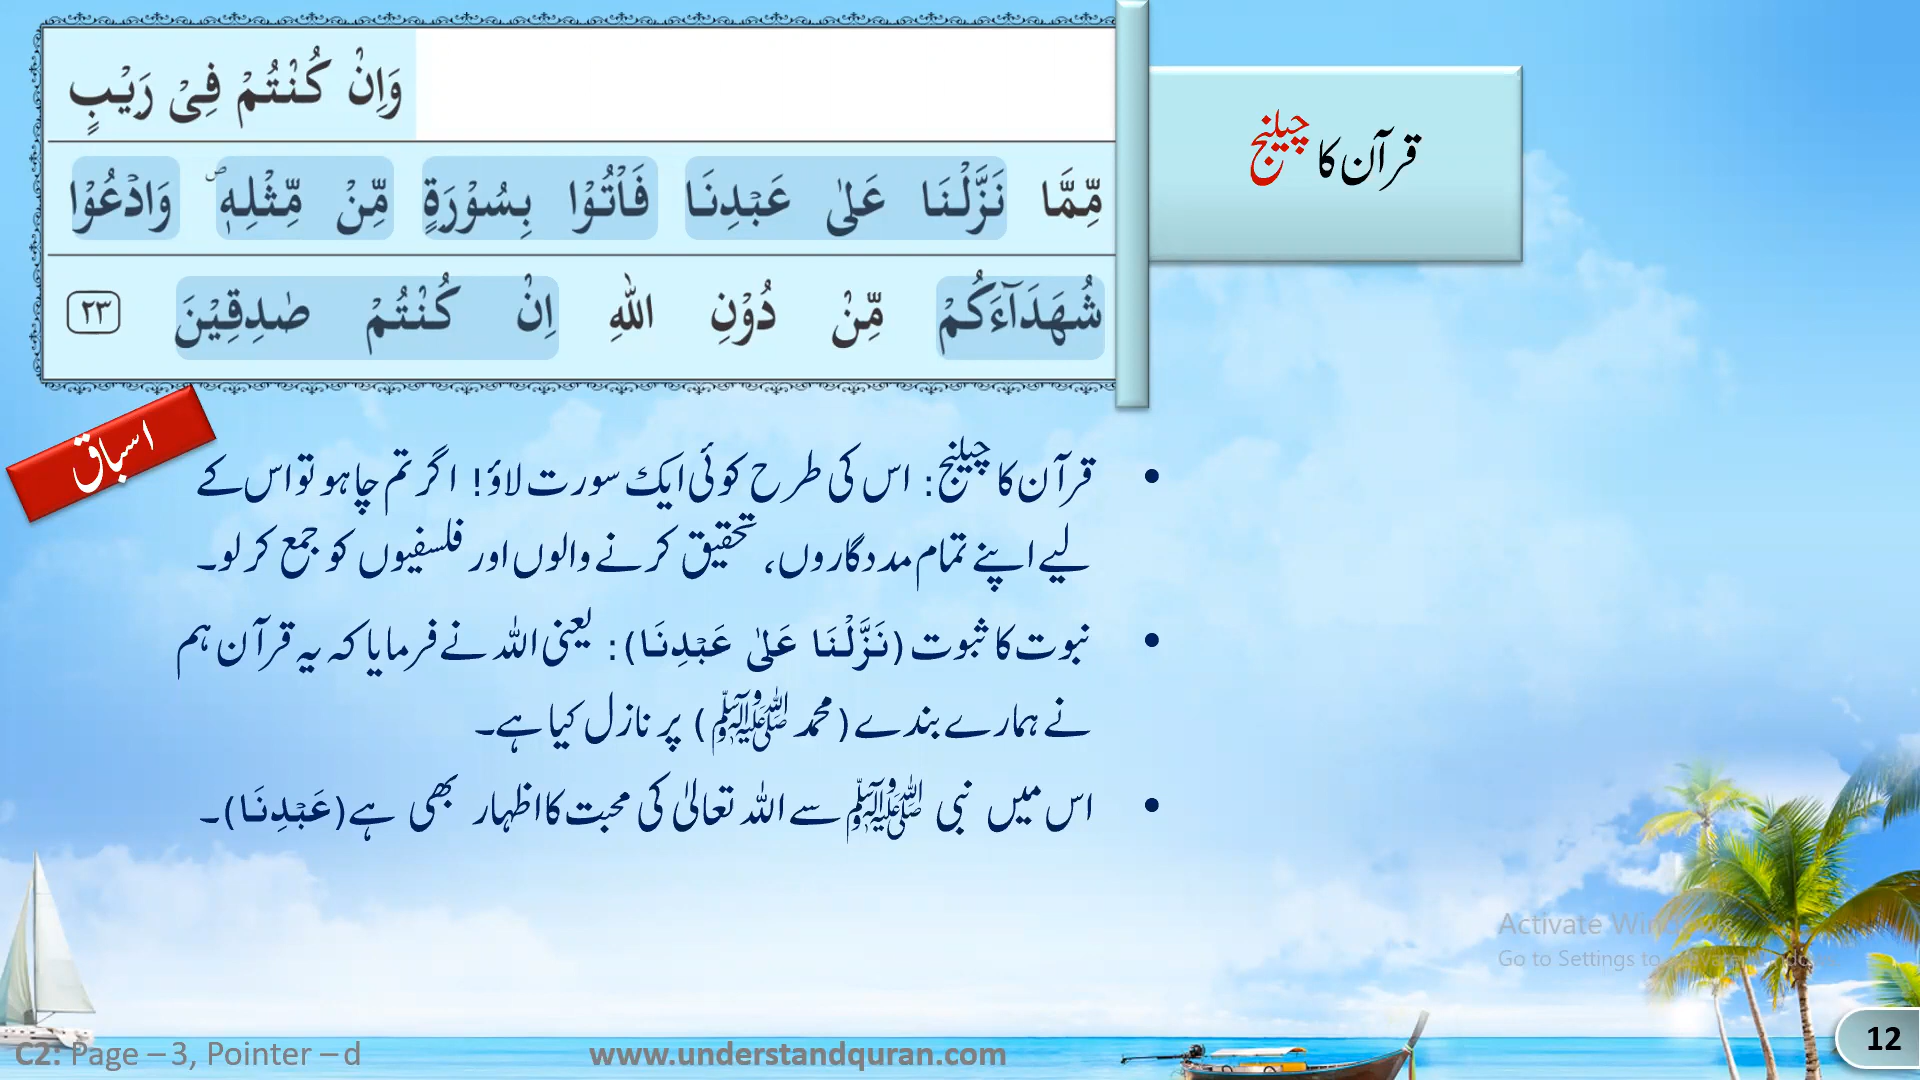 وَاِنْ كُنْتُمْ فِىْ رَيْبٍ
مِّمَّا نَزَّلْنَا عَلٰى عَبْدِنَا فَاْتُوْا بِسُوْرَةٍ مِّنْ مِّثْلِهٖ ۖ وَادْعُوْا
شُهَدَآءَكُمْ مِّنْ دُوْنِ اللّٰهِ اِنْ كُنْتُمْ صٰدِقِيْنَ ٢٣
قرآن کا چیلنج
اسباق
• قرآن کا چیلنج: اس کی طرح کوئی ایک سورت لاؤ! اگر تم چاہو تو اس کے
لیے اپنے تمام مددگاروں، تحقیق کرنے والوں اور فلسفیوں کو جمع کر لو۔
• نبوت کا ثبوت (نَزَّلْنَا عَلٰى عَبْدِنَا): یعنی اللہ نے فرمایا کہ یہ قرآن ہم
نے ہمارے بندے (محمد ﷺ) پر نازل کیا ہے۔
• اس میں نبی ﷺ سے اللہ تعالیٰ کی محبت کا اظہار بھی ہے (عَبْدِنَا)۔
Activate Windows
Go to Settings to activate Windows.
C2: Page – 3, Pointer – d
www.understandquran.com
12